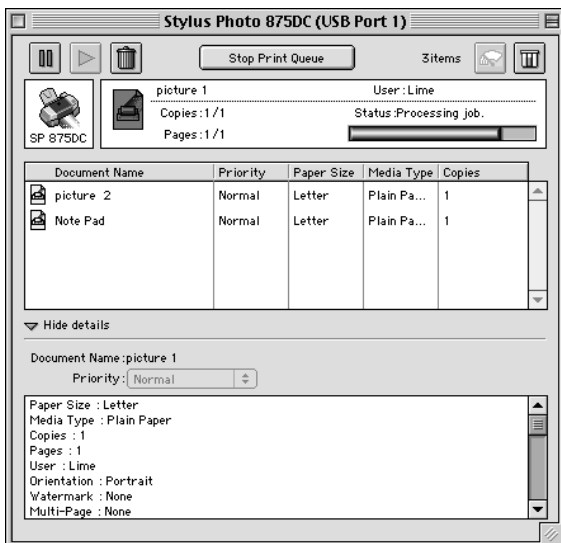 Stylus Photo 875DC (USB Port 1)
Stop Print Queue 3items
picture 1 User:Lime
Copies:1/1 Status:Processing job.
Pages:1/1
SP 875DC
Document Name Priority Paper Size Media Type Copies
picture 2 Normal Letter Plain Pa... 1
Note Pad Normal Letter Plain Pa... 1
Hide details
Document Name:picture 1
Priority: Normal
Paper Size : Letter
Media Type : Plain Paper
Copies : 1
Pages : 1
User : Lime
Orientation : Portrait
Watermark : None
Multi-Page : None